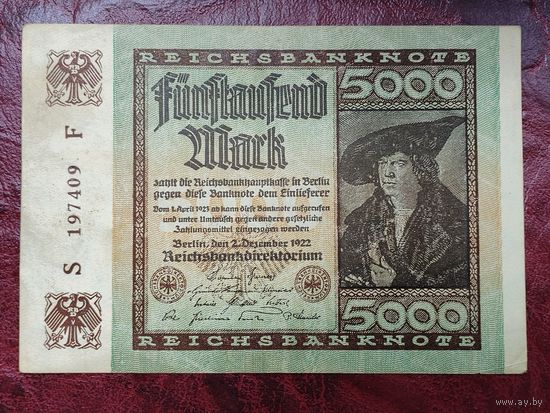 REICHSBANKNOTE
5000
Fünftausend
Mark
zahlt die Reichsbankhauptkasse in Berlin
gegen diese Banknote dem Einlieferer
Vom 1. April 1923 ab kann diese Banknote aufgerufen
und unter Umtausch gegen andere gesetzliche
Zahlungsmittel eingezogen werden
Berlin, den 2. Dezember 1922
Reichsbankdirektorium
5000
REICHSBANKNOTE
S 197409 F
www.ay.by